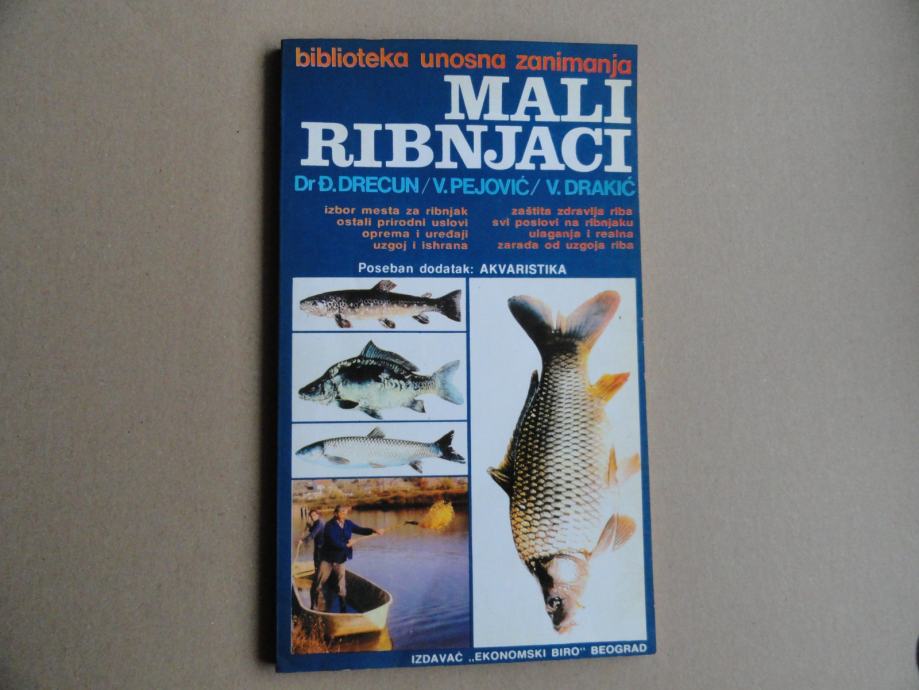 biblioteka unosna zanimanja
MALI
RIBNJACI
Dr Đ. DRECUN / V. PEJOVIĆ / V. DRAKIĆ
izbor mesta za ribnjak
ostali prirodni uslovi
oprema i uređaji
uzgoj i ishrana
zaštita zdravlja riba
svi poslovi na ribnjaku
ulaganja i realna
zarada od uzgoja riba
Poseban dodatak: AKVARISTIKA
IZDAVAČ „EKONOMSKI BIRO" BEOGRAD